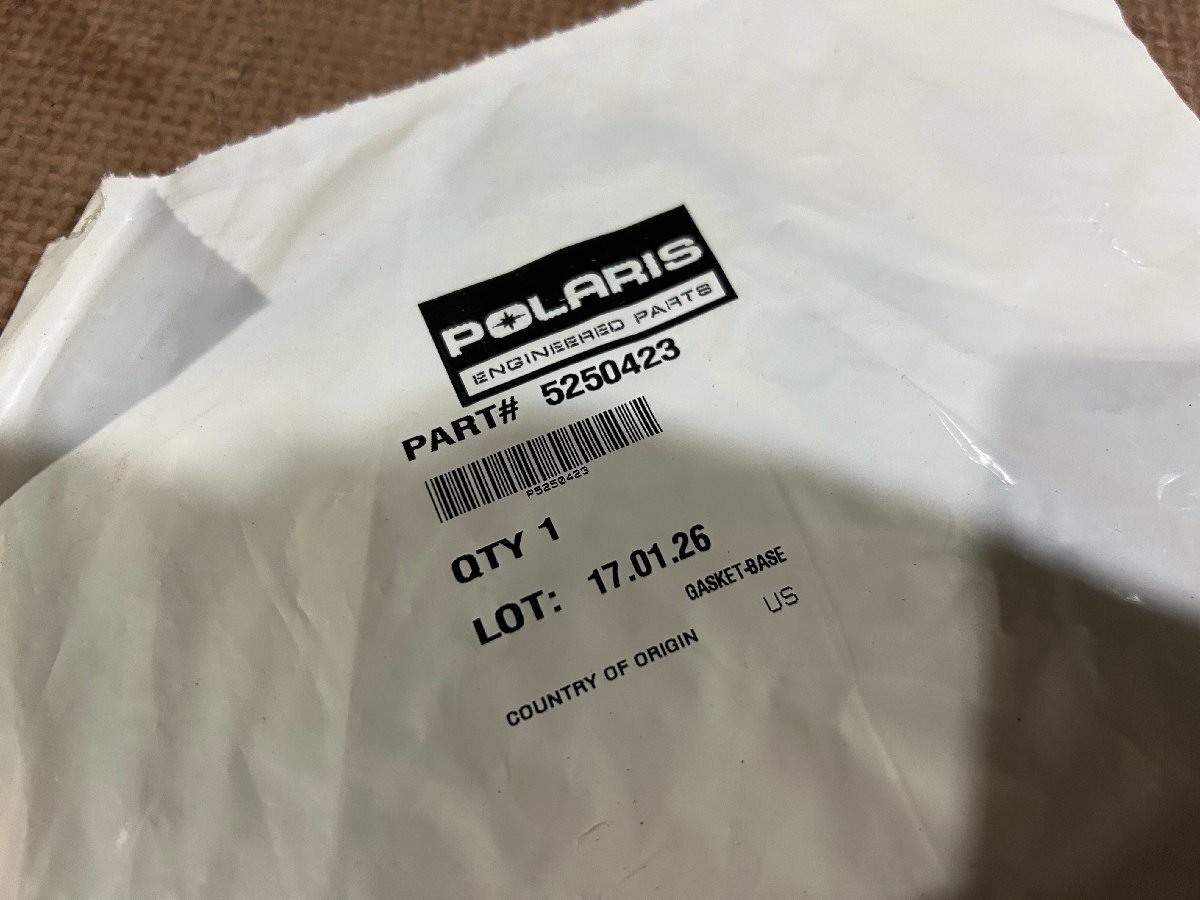 POLARIS
ENGINEERED PARTS
PART# 5250423
P5250423
QTY 1
LOT: 17.01.26
GASKET-BASE
COUNTRY OF ORIGIN US